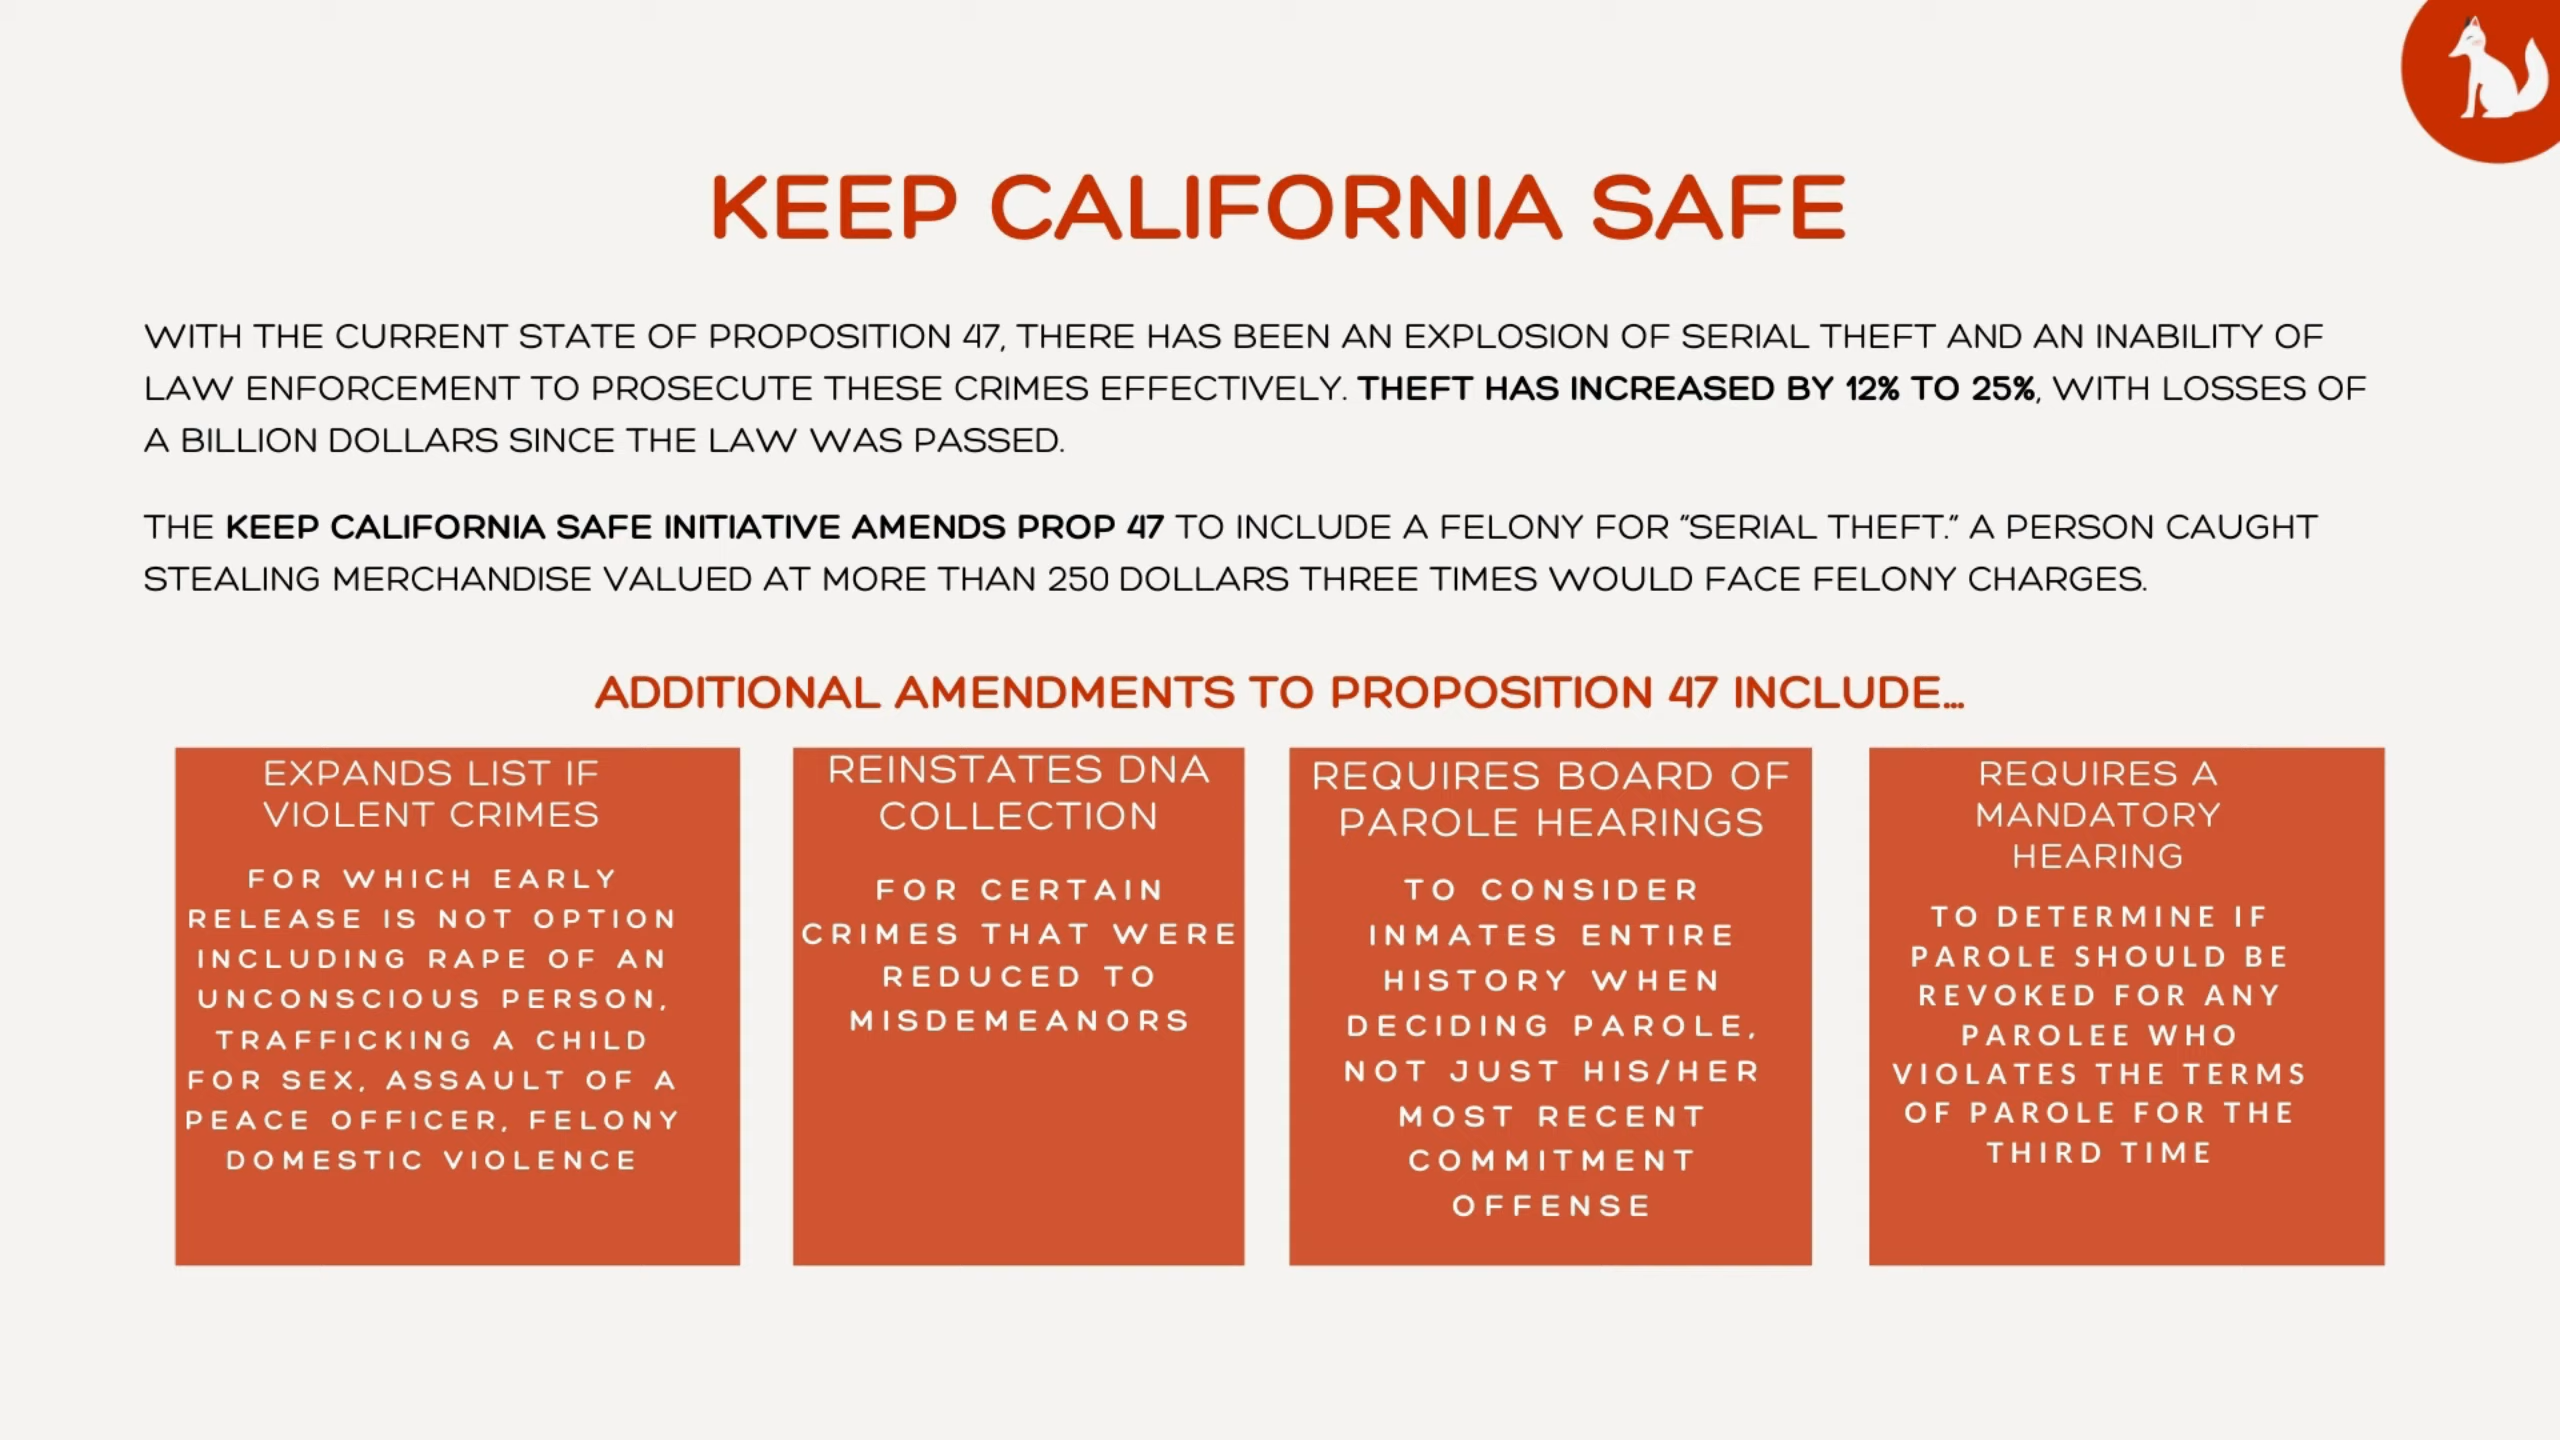 KEEP CALIFORNIA SAFE
WITH THE CURRENT STATE OF PROPOSITION 47, THERE HAS BEEN AN EXPLOSION OF SERIAL THEFT AND AN INABILITY OF
LAW ENFORCEMENT TO PROSECUTE THESE CRIMES EFFECTIVELY. THEFT HAS INCREASED BY 12% TO 25%, WITH LOSSES OF
A BILLION DOLLARS SINCE THE LAW WAS PASSED.
THE KEEP CALIFORNIA SAFE INITIATIVE AMENDS PROP 47 TO INCLUDE A FELONY FOR “SERIAL THEFT.” A PERSON CAUGHT
STEALING MERCHANDISE VALUED AT MORE THAN 250 DOLLARS THREE TIMES WOULD FACE FELONY CHARGES.
ADDITIONAL AMENDMENTS TO PROPOSITION 47 INCLUDE...
EXPANDS LIST IF
VIOLENT CRIMES
FOR WHICH EARLY
RELEASE IS NOT OPTION
INCLUDING RAPE OF AN
UNCONSCIOUS PERSON,
TRAFFICKING A CHILD
FOR SEX, ASSAULT OF A
PEACE OFFICER, FELONY
DOMESTIC VIOLENCE
REINSTATES DNA
COLLECTION
FOR CERTAIN
CRIMES THAT WERE
REDUCED TO
MISDEMEANORS
REQUIRES BOARD OF
PAROLE HEARINGS
TO CONSIDER
INMATES ENTIRE
HISTORY WHEN
DECIDING PAROLE,
NOT JUST HIS/HER
MOST RECENT
COMMITMENT
OFFENSE
REQUIRES A
MANDATORY
HEARING
TO DETERMINE IF
PAROLE SHOULD BE
REVOKED FOR ANY
PAROLEE WHO
VIOLATES THE TERMS
OF PAROLE FOR THE
THIRD TIME